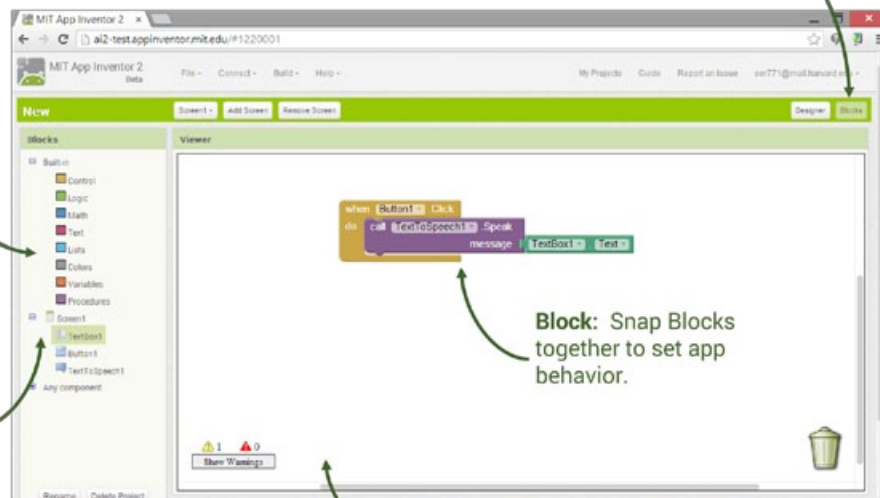 MIT App Inventor 2
ai2-test.appinventor.mit.edu/#1220001
MIT App Inventor 2
Beta
File Connect Build Help
My Projects Guide Report an Issue
New
Screen1 Add Screen Remove Screen
Designer Blocks
Blocks
Viewer
Built-in
Control
Logic
Math
Text
Lists
Colors
Variables
Procedures
Screen1
TextBox1
Button1
TextToSpeech1
Any component
when Button1 .Click
do call TextToSpeech1 .Speak
message TextBox1 . Text
Block: Snap Blocks
together to set app
behavior.
1 0
Show Warnings
Rename Delete Project